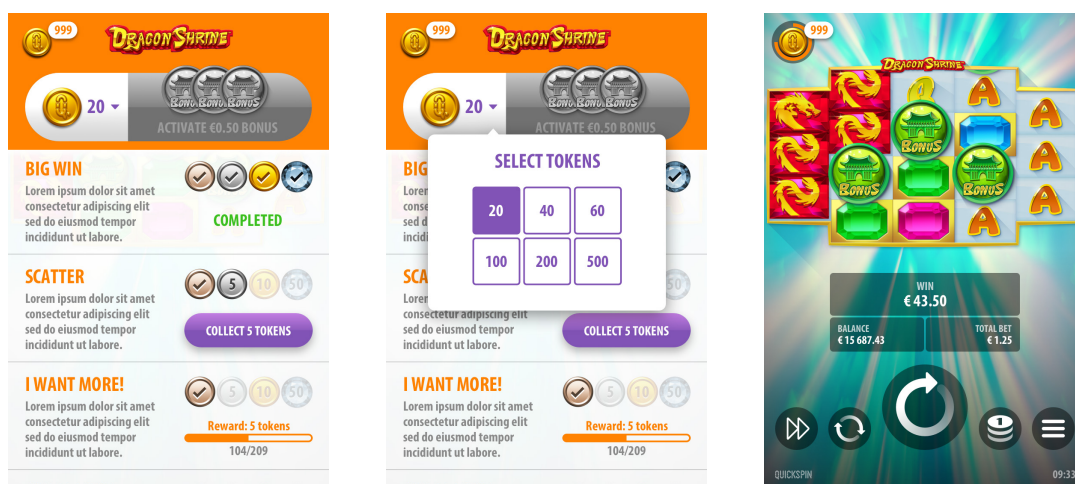 999
DRAGON SHRINE
20
BONUS BONUS BONUS
ACTIVATE €0.50 BONUS
BIG WIN
Lorem ipsum dolor sit amet
consectetur adipiscing elit
sed do eiusmod tempor
incididunt ut labore.
COMPLETED
SCATTER
5 10 50
Lorem ipsum dolor sit amet
consectetur adipiscing elit
sed do eiusmod tempor
incididunt ut labore.
COLLECT 5 TOKENS
I WANT MORE!
5 10 50
Lorem ipsum dolor sit amet
consectetur adipiscing elit
sed do eiusmod tempor
incididunt ut labore.
Reward: 5 tokens
104/209
999
DRAGON SHRINE
20
BONUS BONUS BONUS
ACTIVATE €0.50 BONUS
SELECT TOKENS
20 40 60
100 200 500
BIG
Lorem
conse
sed d
incidi
SCA
50
Loren
consectetur adipiscing elit
sed do eiusmod tempor
incididunt ut labore.
COLLECT 5 TOKENS
I WANT MORE!
5 10 50
Lorem ipsum dolor sit amet
consectetur adipiscing elit
sed do eiusmod tempor
incididunt ut labore.
Reward: 5 tokens
104/209
999
DRAGON SHRINE
A
A
BONUS
A
BONUS
BONUS
A
A
WIN
€ 43.50
BALANCE
€ 15 687.43
TOTAL BET
€ 1.25
1
QUICKSPIN
09:33